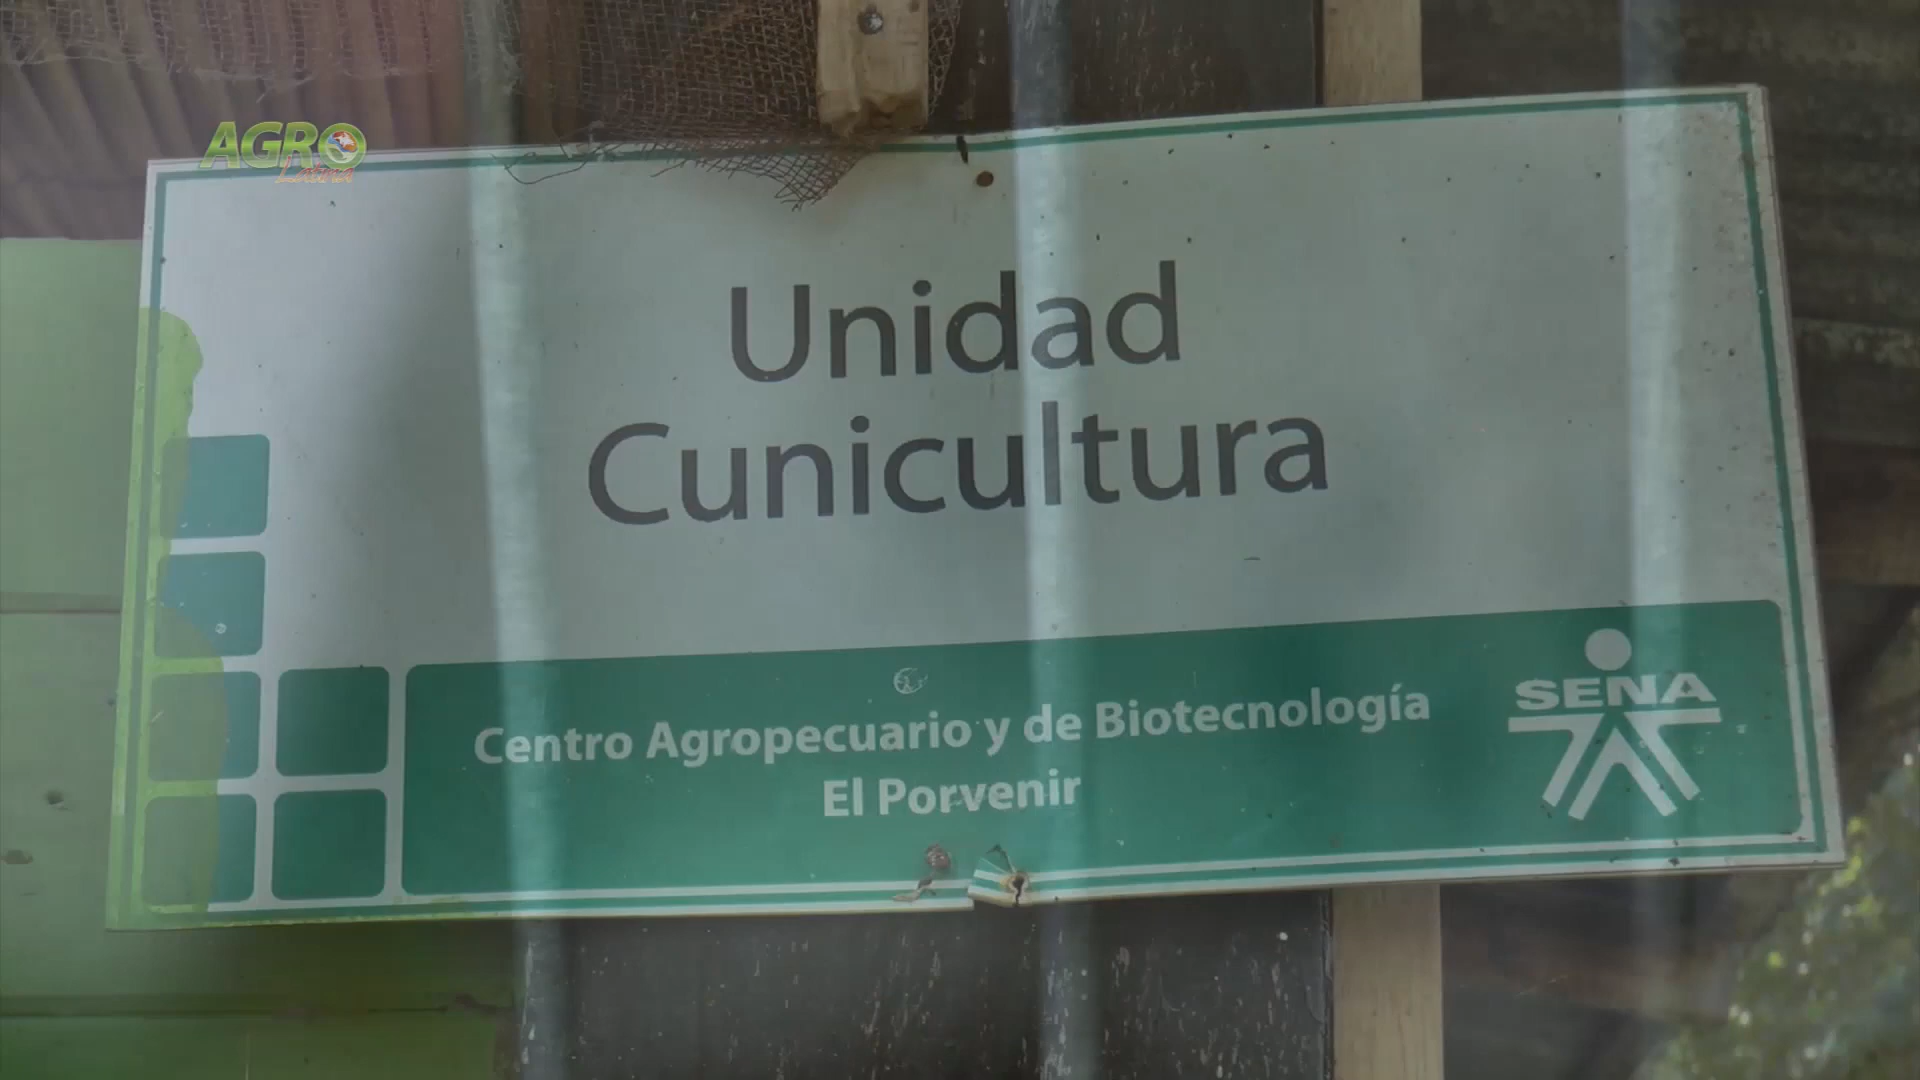 AGRO
Latina
Unidad
Cunicultura
Centro Agropecuario y de Biotecnología
El Porvenir
SENA